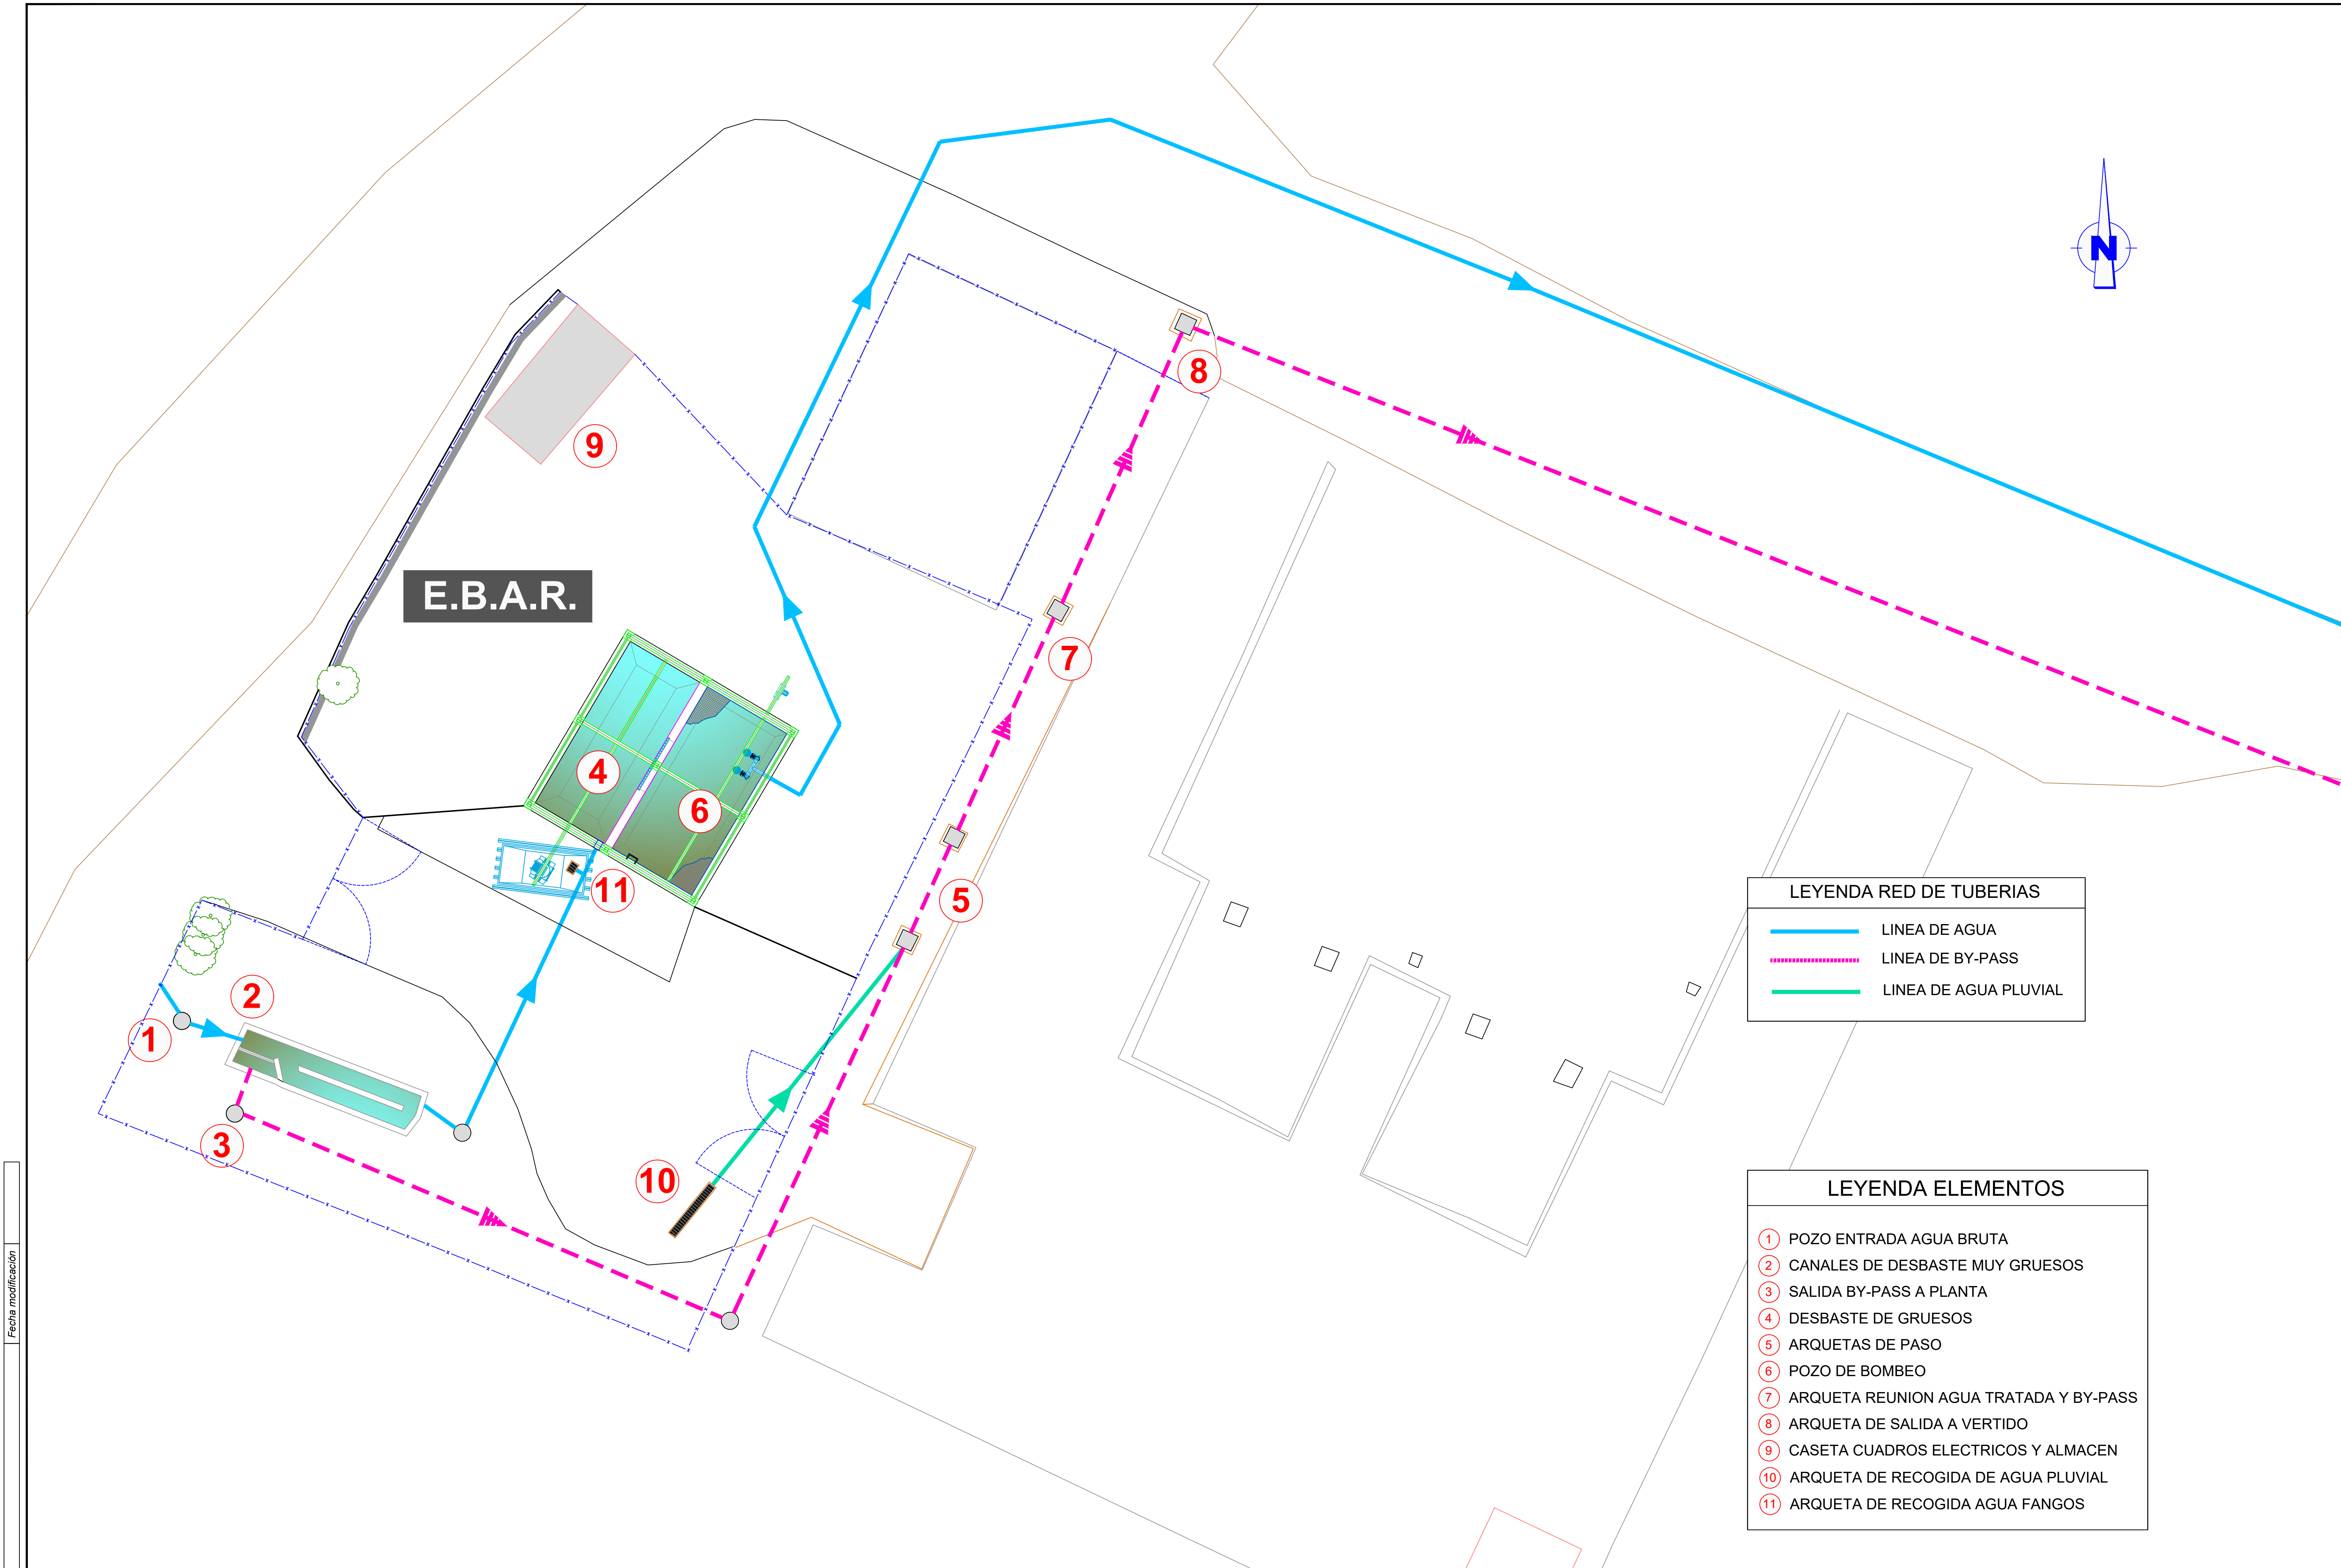 N
8
9
E.B.A.R.
7
4
6
11
5
2
1
3
10
LEYENDA RED DE TUBERIAS
LINEA DE AGUA
LINEA DE BY-PASS
LINEA DE AGUA PLUVIAL
LEYENDA ELEMENTOS
1 POZO ENTRADA AGUA BRUTA
2 CANALES DE DESBASTE MUY GRUESOS
3 SALIDA BY-PASS A PLANTA
4 DESBASTE DE GRUESOS
5 ARQUETAS DE PASO
6 POZO DE BOMBEO
7 ARQUETA REUNION AGUA TRATADA Y BY-PASS
8 ARQUETA DE SALIDA A VERTIDO
9 CASETA CUADROS ELECTRICOS Y ALMACEN
10 ARQUETA DE RECOGIDA DE AGUA PLUVIAL
11 ARQUETA DE RECOGIDA AGUA FANGOS
Fecha modificación